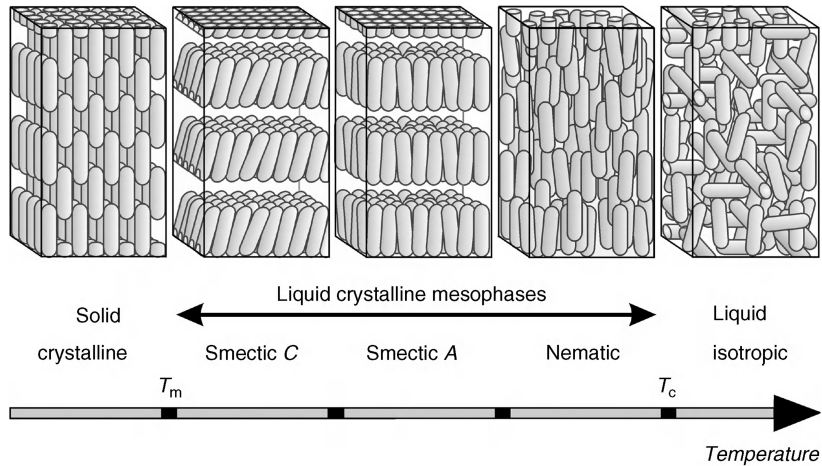 Liquid crystalline mesophases
Solid
crystalline
Smectic C
Smectic A
Nematic
Liquid
isotropic
Tm
Tc
Temperature